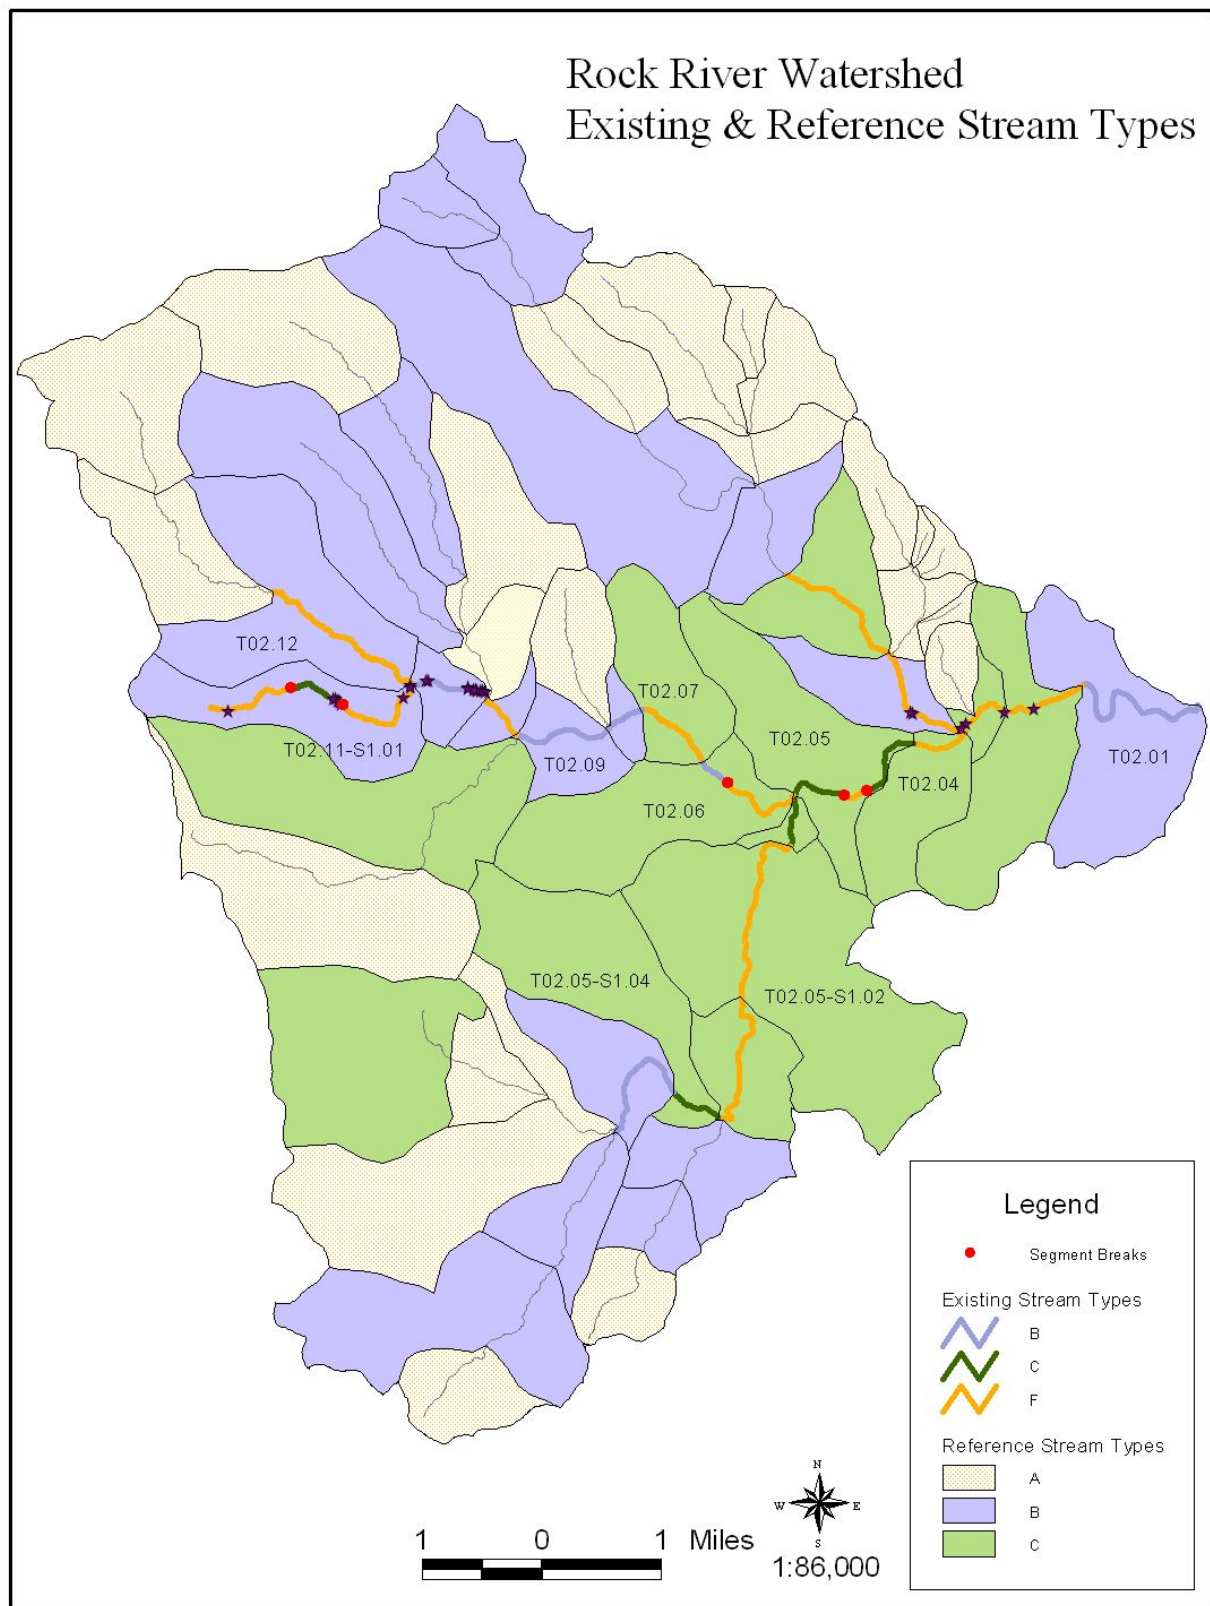 Rock River Watershed
Existing & Reference Stream Types
T02.12
T02.07
T02.05
T02.11-S1.01
T02.09
T02.01
T02.04
T02.06
T02.05-S1.04
T02.05-S1.02
Legend
Segment Breaks
Existing Stream Types
B
C
F
Reference Stream Types
A
B
C
N
W E
S
1 0 1 Miles
1:86,000